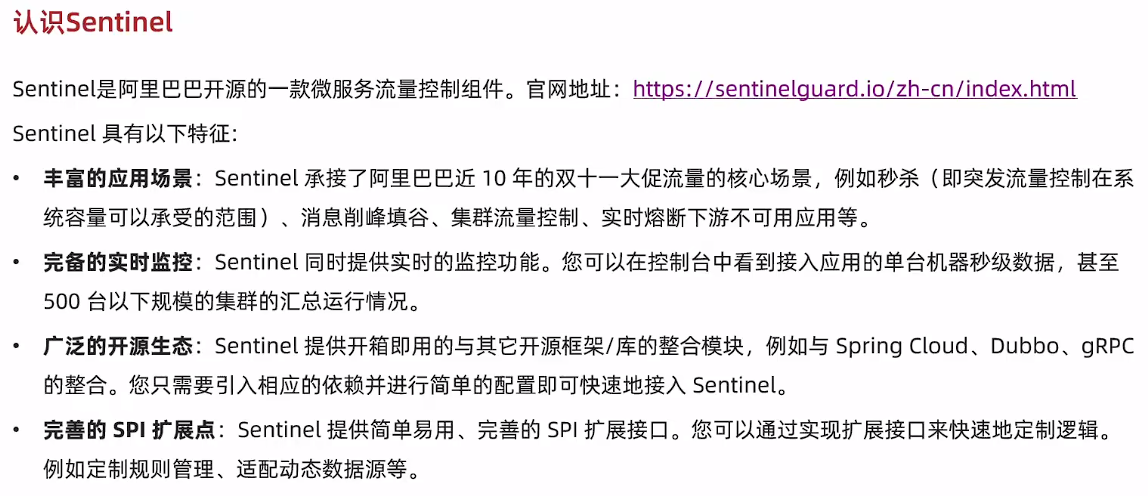 认识Sentinel
Sentinel是阿里巴巴开源的一款微服务流量控制组件。官网地址：https://sentinelguard.io/zh-cn/index.html
Sentinel 具有以下特征:
• 丰富的应用场景：Sentinel 承接了阿里巴巴近 10 年的双十一大促流量的核心场景，例如秒杀（即突发流量控制在系
统容量可以承受的范围）、消息削峰填谷、集群流量控制、实时熔断下游不可用应用等。
• 完备的实时监控：Sentinel 同时提供实时的监控功能。您可以在控制台中看到接入应用的单台机器秒级数据，甚至
500 台以下规模的集群的汇总运行情况。
• 广泛的开源生态：Sentinel 提供开箱即用的与其它开源框架/库的整合模块，例如与 Spring Cloud、Dubbo、gRPC
的整合。您只需要引入相应的依赖并进行简单的配置即可快速地接入 Sentinel。
• 完善的 SPI 扩展点：Sentinel 提供简单易用、完善的 SPI 扩展接口。您可以通过实现扩展接口来快速地定制逻辑。
例如定制规则管理、适配动态数据源等。